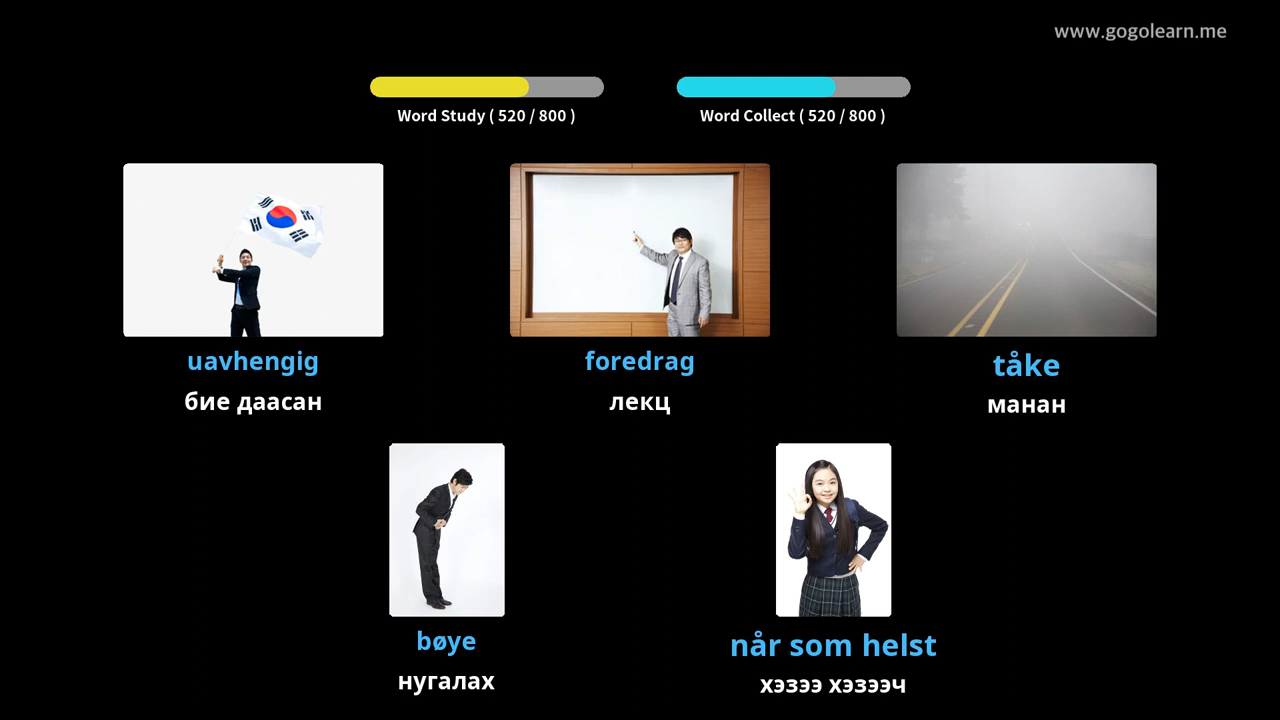 www.gogolearn.me
Word Study ( 520 / 800 )
Word Collect ( 520 / 800 )
uavhengig
бие даасан
foredrag
лекц
tåke
манан
bøye
нугалах
når som helst
хэзээ хэзээч